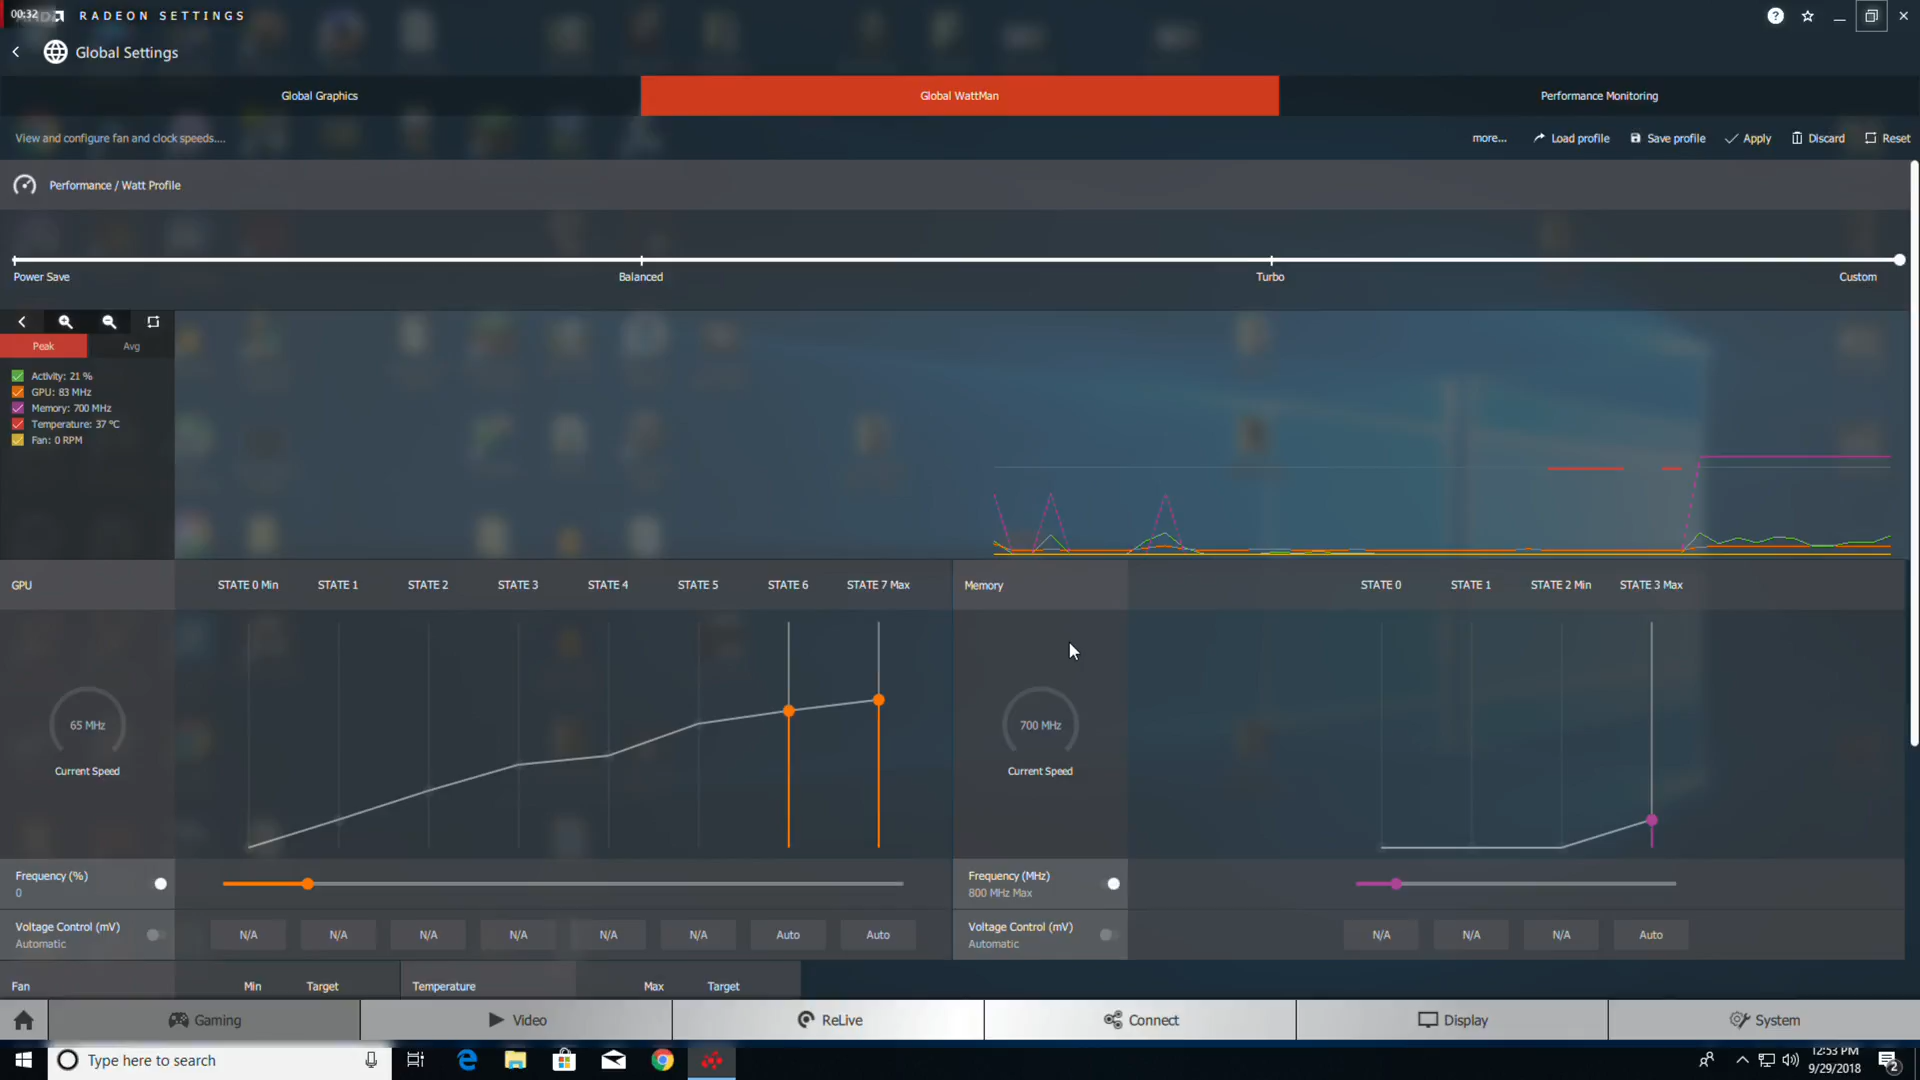 00:32
RADEON SETTINGS
Global Settings
Global Graphics
Global WattMan
Performance Monitoring
View and configure fan and clock speeds....
more...
Load profile
Save profile
Apply
Discard
Reset
Performance / Watt Profile
Power Save
Balanced
Turbo
Custom
Peak
Avg
Activity: 21 %
GPU: 83 MHz
Memory: 700 MHz
Temperature: 37 °C
Fan: 0 RPM
GPU
STATE 0 Min
STATE 1
STATE 2
STATE 3
STATE 4
STATE 5
STATE 6
STATE 7 Max
65 MHz
Current Speed
Frequency (%)
0
Voltage Control (mV)
Automatic
N/A
N/A
N/A
N/A
N/A
N/A
Auto
Auto
Memory
STATE 0
STATE 1
STATE 2 Min
STATE 3 Max
700 MHz
Current Speed
Frequency (MHz)
800 MHz Max
Voltage Control (mV)
Automatic
N/A
N/A
N/A
Auto
Fan
Min
Target
Temperature
Max
Target
Gaming
Video
ReLive
Connect
Display
System
Type here to search
12:53 PM
9/29/2018
2